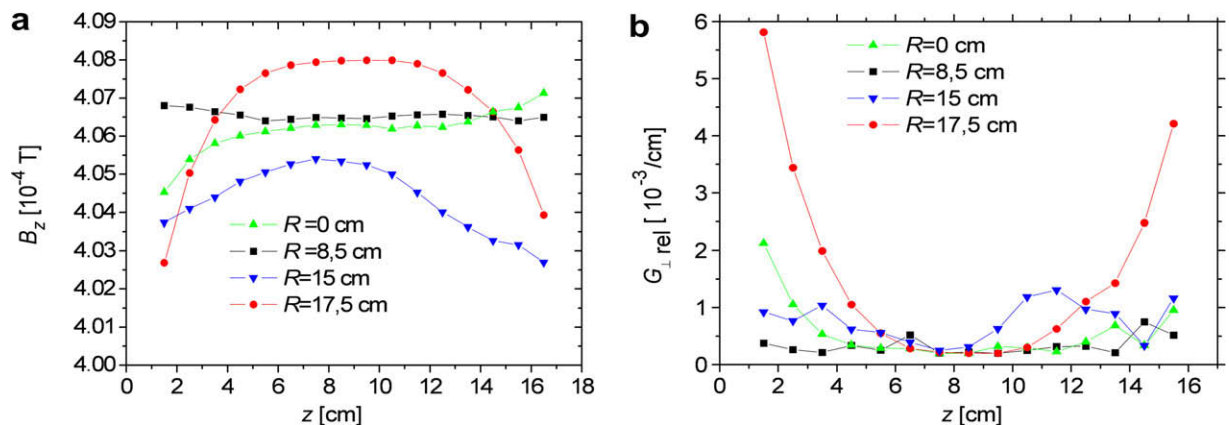 a
4.09
4.08
4.07
4.06
4.05
4.04
4.03
4.02
4.01
4.00
B_z [10^-4 T]
R=0 cm
R=8,5 cm
R=15 cm
R=17,5 cm
0 2 4 6 8 10 12 14 16
z [cm]
b
6
5
4
3
2
1
0
G_⊥ rel [10^-3/cm]
R=0 cm
R=8,5 cm
R=15 cm
R=17,5 cm
0 2 4 6 8 10 12 14 16
z [cm]